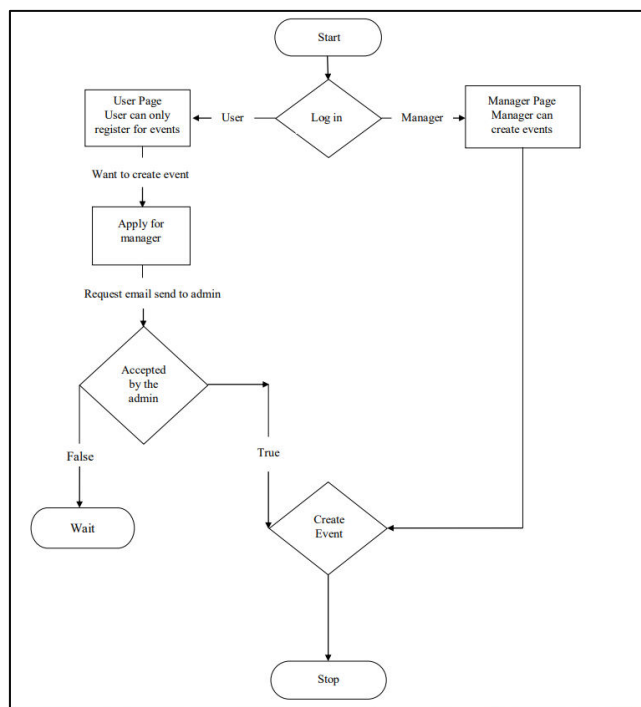 Start
User Page
User can only
register for events
User
Log in
Manager
Manager Page
Manager can
create events
Want to create event
Apply for
manager
Request email send to admin
Accepted
by the
admin
False
True
Wait
Create
Event
Stop